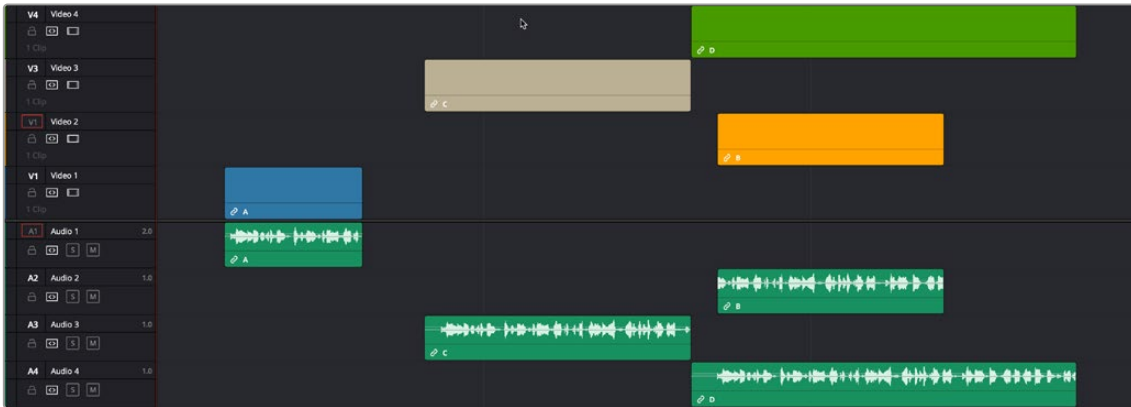 V4 Video 4
1 Clip
D
V3 Video 3
1 Clip
C
V1 Video 2
1 Clip
B
V1 Video 1
1 Clip
A
A1 Audio 1 2.0
S M
A
A2 Audio 2 1.0
S M
B
A3 Audio 3 1.0
S M
C
A4 Audio 4 1.0
S M
D